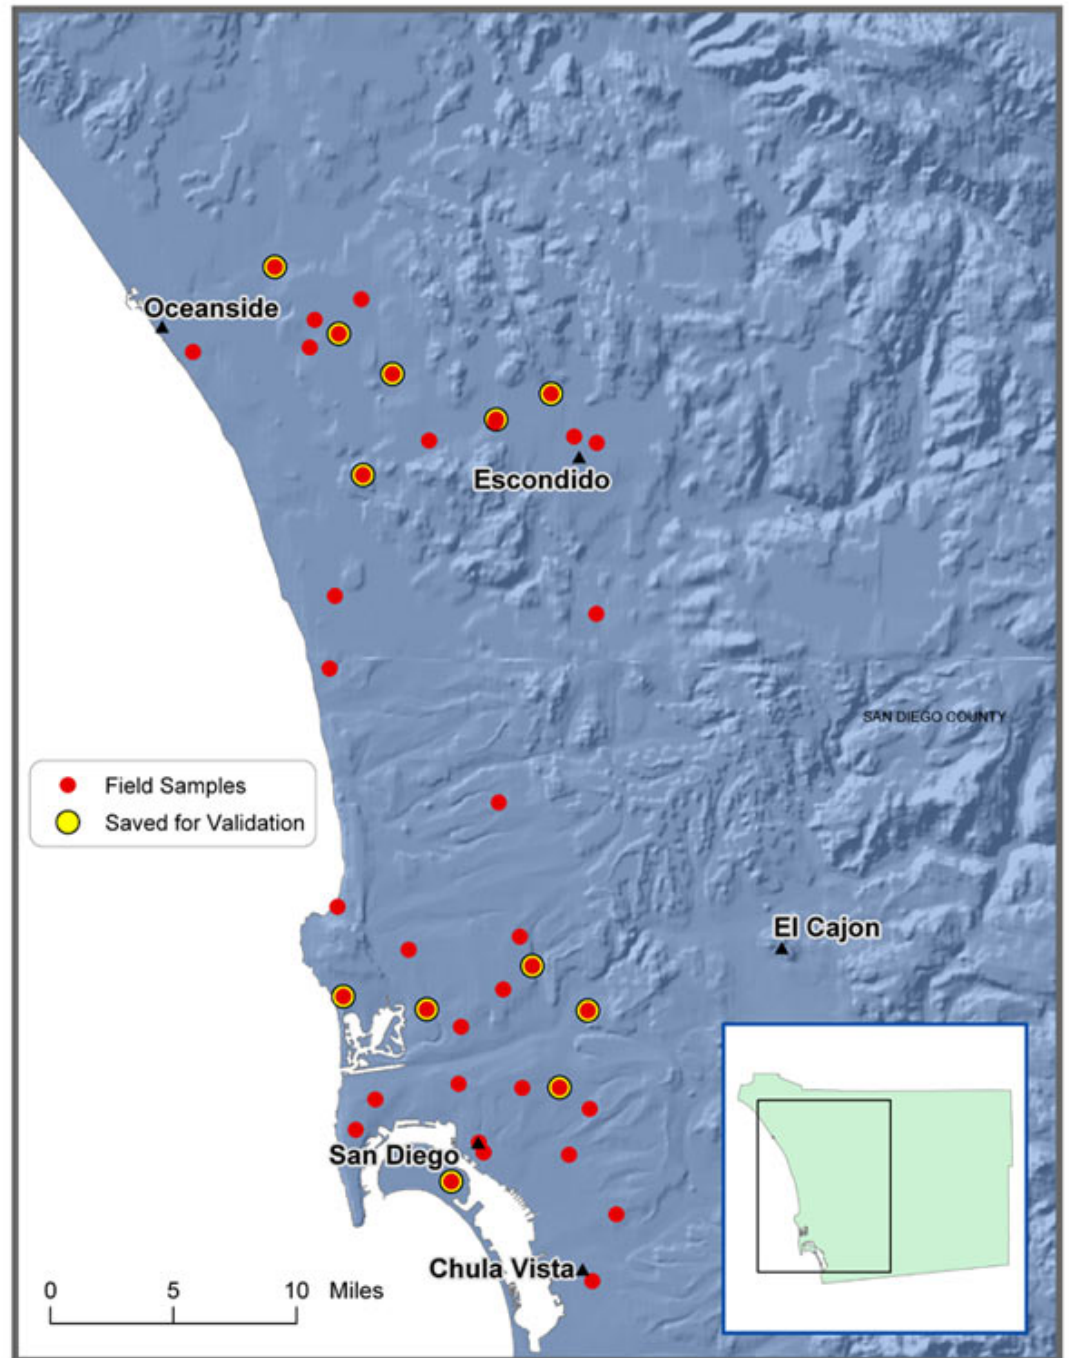 Oceanside
Escondido
SAN DIEGO COUNTY
Field Samples
Saved for Validation
El Cajon
San Diego
Chula Vista
0 5 10 Miles